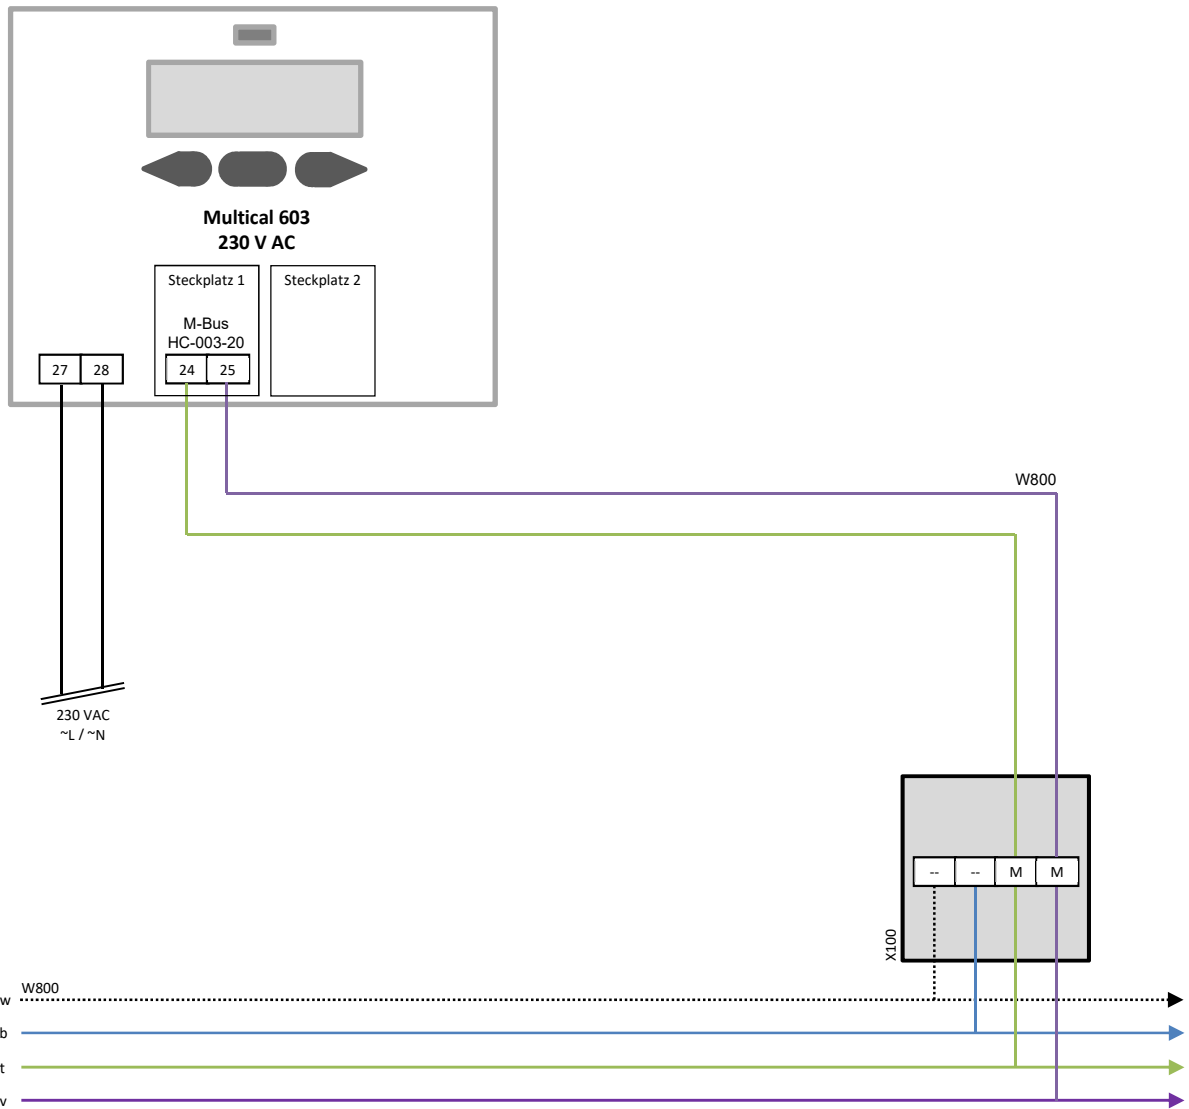 Multical 603
230 V AC
Steckplatz 1
Steckplatz 2
M-Bus
HC-003-20
27
28
24
25
W800
230 VAC
~L / ~N
--
--
M
M
X100
W800
w
b
t
v